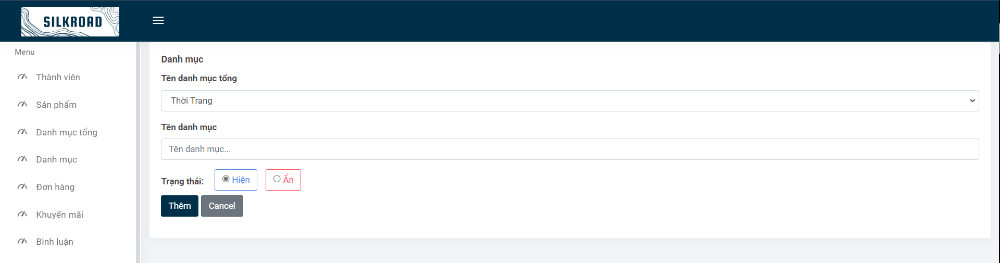 SILKROAD
Menu
Thành viên
Sản phẩm
Danh mục tổng
Danh mục
Đơn hàng
Khuyến mãi
Bình luận
Danh mục
Tên danh mục tổng
Thời Trang
Tên danh mục
Tên danh mục...
Trạng thái: Hiện Ẩn
Thêm Cancel